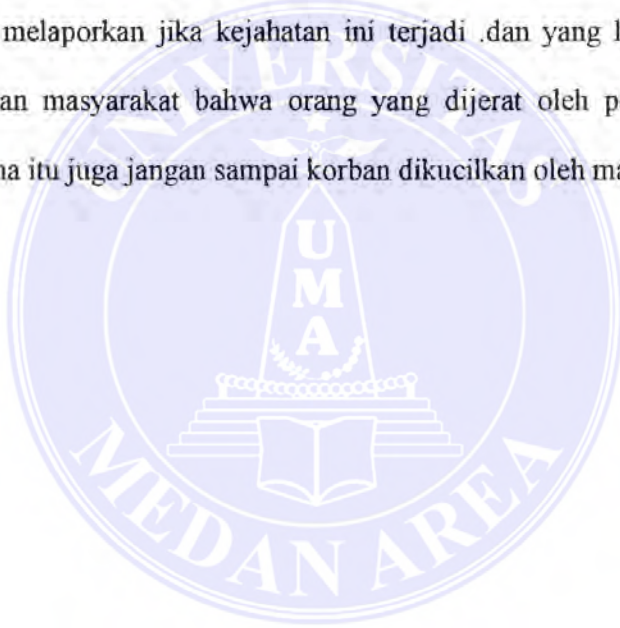 melaporkan jika kejahatan ini terjadi .dan yang
an masyarakat bahwa orang yang dijerat oleh
na itu juga jangan sampai korban dikucilkan oleh
UNIVERSITAS
U
M
A
MEDAN AREA